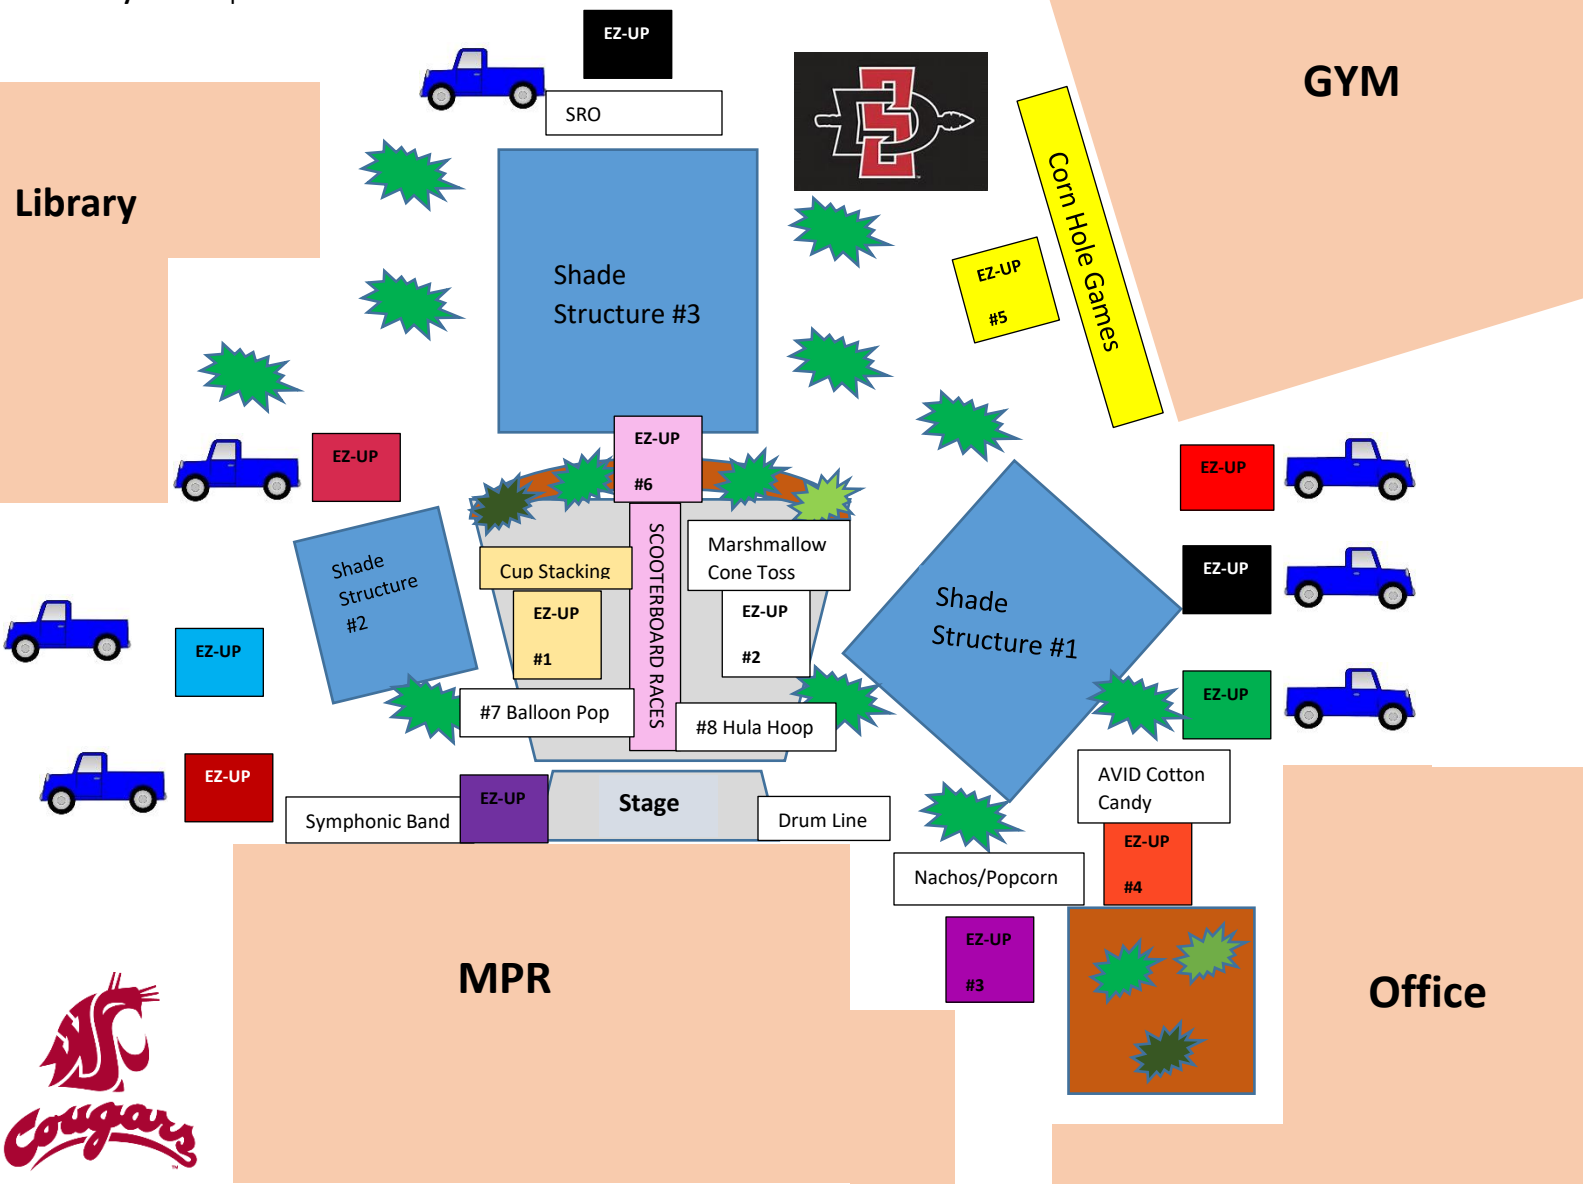 EZ-UP
SRO
GYM
Library
Corn Hole Games
Shade
Structure #3
EZ-UP
#5
EZ-UP
#6
EZ-UP
EZ-UP
SCOOTERBOARD RACES
Marshmallow
Cone Toss
Cup Stacking
Shade
Structure
#2
EZ-UP
Shade
Structure #1
EZ-UP
#1
EZ-UP
#2
EZ-UP
EZ-UP
#7 Balloon Pop
#8 Hula Hoop
EZ-UP
AVID Cotton
Candy
EZ-UP
Stage
Symphonic Band
Drum Line
EZ-UP
#4
Nachos/Popcorn
EZ-UP
#3
MPR
Office
WSC
Cougars
TM